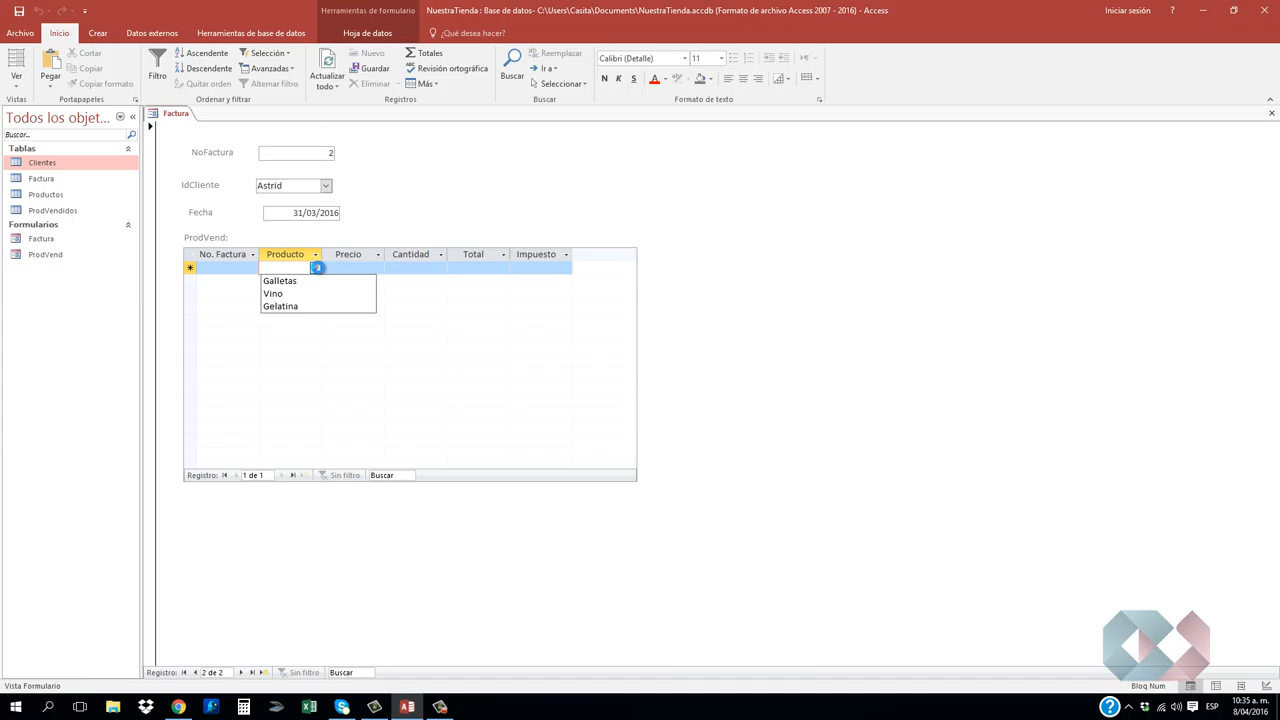 Herramientas de formulario
NuestraTienda : Base de datos- C:\Users\Casita\Documents\NuestraTienda.accdb (Formato de archivo Access 2007 - 2016) - Access
Iniciar sesión
Archivo Inicio Crear Datos externos Herramientas de base de datos Hoja de datos ¿Qué desea hacer?
Ver
Vistas
Pegar
Cortar
Copiar
Copiar formato
Portapapeles
Filtro
Ascendente
Descendente
Quitar orden
Selección
Avanzadas
Alternar filtro
Ordenar y filtrar
Actualizar
todo
Nuevo
Guardar
Eliminar
Totales
Revisión ortográfica
Más
Registros
Buscar
Reemplazar
Ir a
Seleccionar
Buscar
Calibri (Detalle) 11
N K S A
Formato de texto
Todos los objet...
Buscar...
Tablas
Clientes
Factura
Productos
ProdVendidos
Formularios
Factura
ProdVend
Factura
NoFactura 2
IdCliente Astrid
Fecha 31/03/2016
ProdVend:
No. Factura Producto Precio Cantidad Total Impuesto
Galletas
Vino
Gelatina
Registro: 1 de 1 Sin filtro Buscar
Registro: 2 de 2 Sin filtro Buscar
Vista Formulario
Bloq Num
ESP
10:35 a. m.
8/04/2016